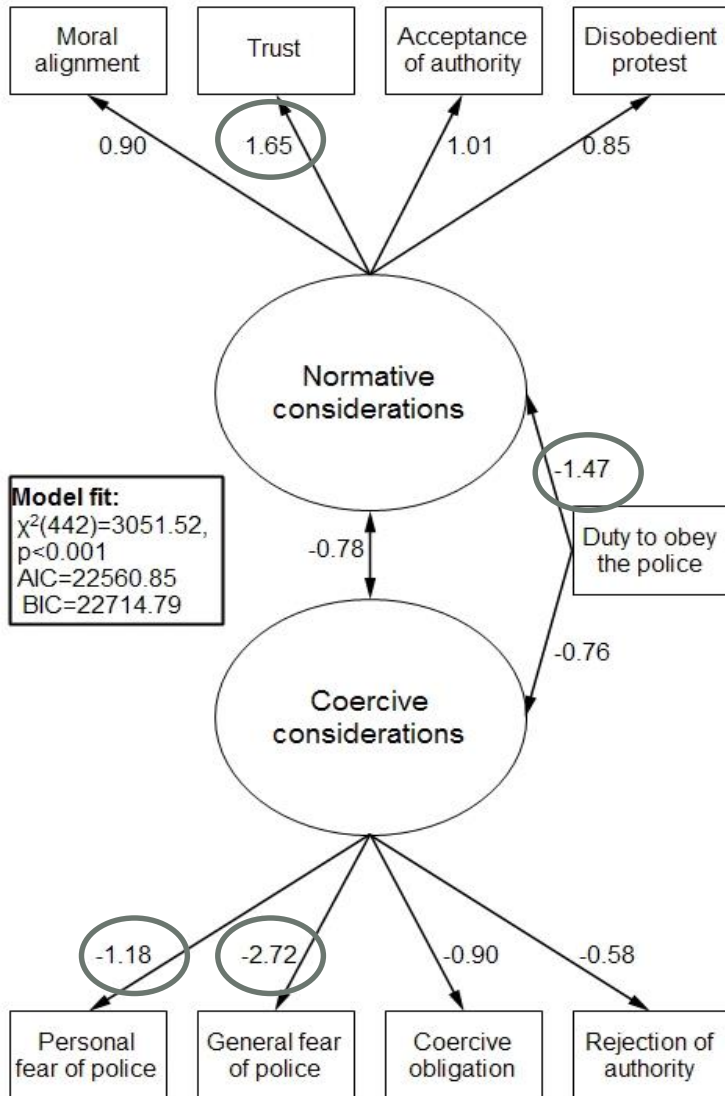 Moral
alignment
Trust
Acceptance
of authority
Disobedient
protest
0.90
1.65
1.01
0.85
Normative
considerations
-1.47
Model fit:
χ²(442)=3051.52,
p<0.001
AIC=22560.85
BIC=22714.79
-0.78
Duty to obey
the police
-0.76
Coercive
considerations
-1.18
-2.72
-0.90
-0.58
Personal
fear of police
General fear
of police
Coercive
obligation
Rejection of
authority